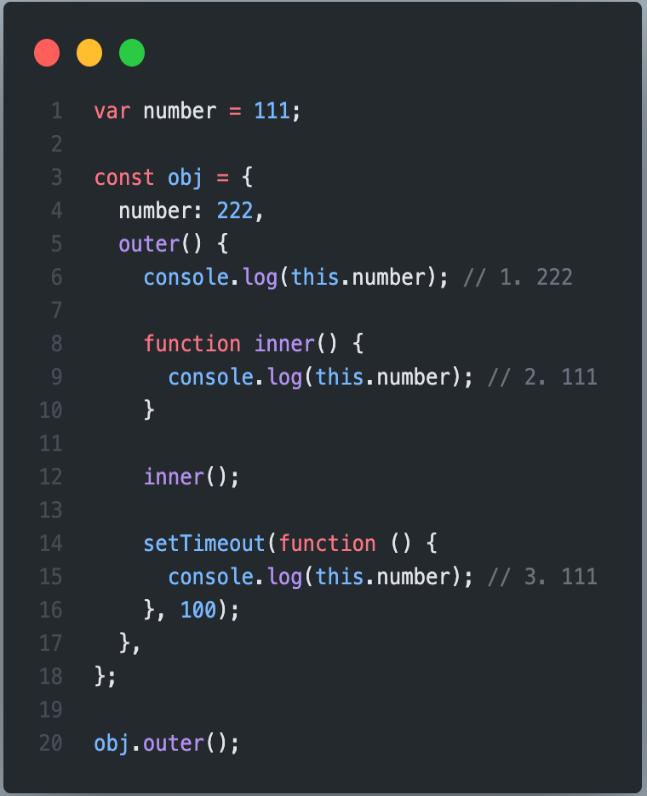 1 var number = 111;
2
3 const obj = {
4   number: 222,
5   outer() {
6     console.log(this.number); // 1. 222
7
8     function inner() {
9       console.log(this.number); // 2. 111
10     }
11
12     inner();
13
14     setTimeout(function () {
15       console.log(this.number); // 3. 111
16     }, 100);
17   },
18 };
19
20 obj.outer();